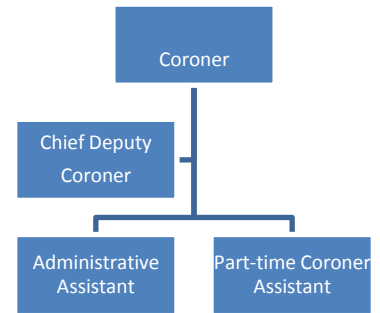 Coroner
Chief Deputy
Coroner
Administrative
Assistant
Part-time Coroner
Assistant